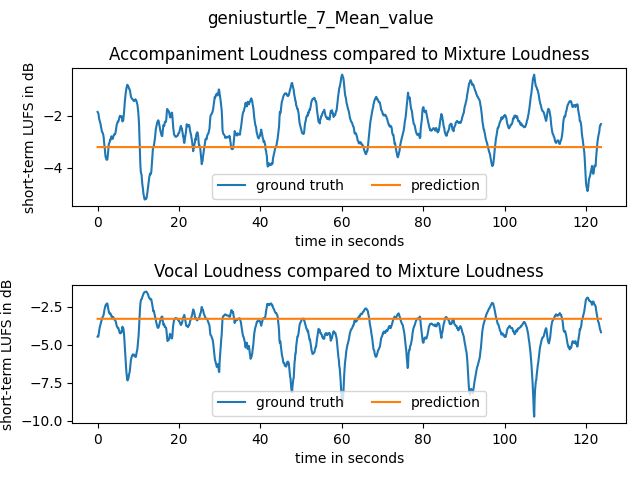 geniusturtle_7_Mean_value
Accompaniment Loudness compared to Mixture Loudness
short-term LUFS in dB
−2
−4
ground truth
prediction
0 20 40 60 80 100 120
time in seconds
Vocal Loudness compared to Mixture Loudness
short-term LUFS in dB
−2.5
−5.0
−7.5
−10.0
ground truth
prediction
0 20 40 60 80 100 120
time in seconds